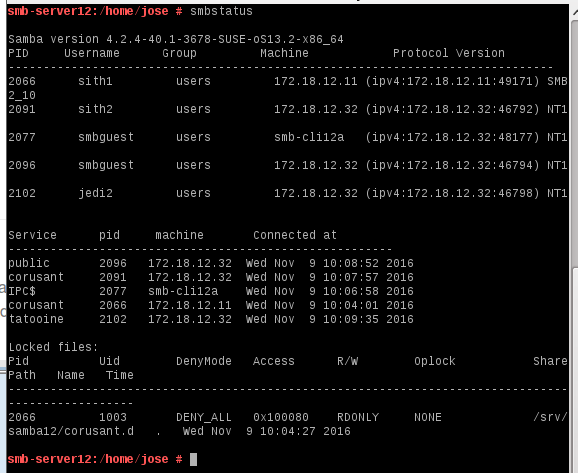 smb-server12:/home/jose # smbstatus
Samba version 4.2.4-40.1-3678-SUSE-oS13.2-x86_64
PID Username Group Machine Protocol Version
------------------------------------------------------------------------------
2066 sith1 users 172.18.12.11 (ipv4:172.18.12.11:49171) SMB
2_10
2091 sith2 users 172.18.12.32 (ipv4:172.18.12.32:46792) NT1
2077 smbguest users smb-cli12a (ipv4:172.18.12.32:48177) NT1
2096 smbguest users 172.18.12.32 (ipv4:172.18.12.32:46794) NT1
2102 jedi2 users 172.18.12.32 (ipv4:172.18.12.32:46798) NT1
Service pid machine Connected at
-------------------------------------------------------
public 2096 172.18.12.32 Wed Nov 9 10:08:52 2016
corusant 2091 172.18.12.32 Wed Nov 9 10:07:57 2016
IPC$ 2077 smb-cli12a Wed Nov 9 10:06:58 2016
corusant 2066 172.18.12.11 Wed Nov 9 10:04:01 2016
tatooine 2102 172.18.12.32 Wed Nov 9 10:09:35 2016
Locked files:
Pid Uid DenyMode Access R/W Oplock Share
Path Name Time
--------------------------------------------------------------------------------
------------------
2066 1003 DENY_ALL 0x100080 RDONLY NONE /srv/
samba12/corusant.d . Wed Nov 9 10:04:27 2016
smb-server12:/home/jose #